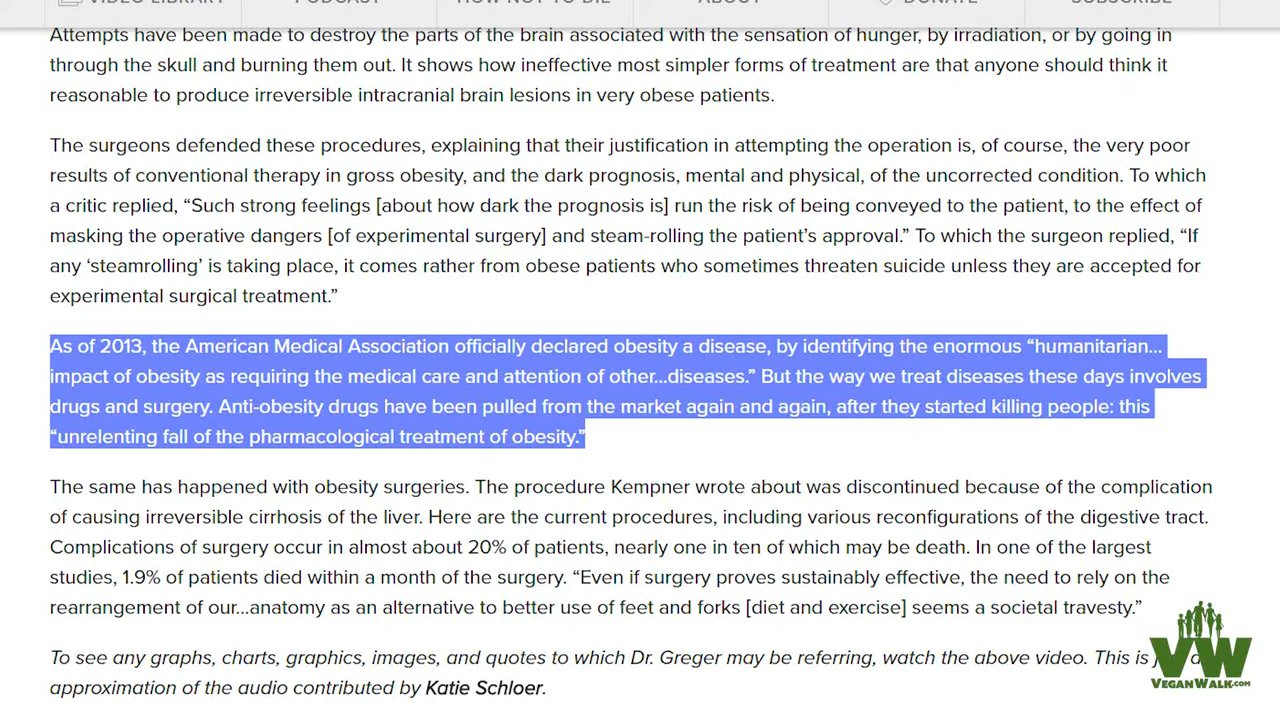 VIDEO LIBRARY PODCAST HOW NOT TO DIE ABOUT DONATE SUBSCRIBE
Attempts have been made to destroy the parts of the brain associated with the sensation of hunger, by irradiation, or by going in
through the skull and burning them out. It shows how ineffective most simpler forms of treatment are that anyone should think it
reasonable to produce irreversible intracranial brain lesions in very obese patients.
The surgeons defended these procedures, explaining that their justification in attempting the operation is, of course, the very poor
results of conventional therapy in gross obesity, and the dark prognosis, mental and physical, of the uncorrected condition. To which
a critic replied, “Such strong feelings [about how dark the prognosis is] run the risk of being conveyed to the patient, to the effect of
masking the operative dangers [of experimental surgery] and steam-rolling the patient’s approval.” To which the surgeon replied, “If
any ‘steamrolling’ is taking place, it comes rather from obese patients who sometimes threaten suicide unless they are accepted for
experimental surgical treatment.”
As of 2013, the American Medical Association officially declared obesity a disease, by identifying the enormous “humanitarian…
impact of obesity as requiring the medical care and attention of other…diseases.” But the way we treat diseases these days involves
drugs and surgery. Anti-obesity drugs have been pulled from the market again and again, after they started killing people: this
“unrelenting fall of the pharmacological treatment of obesity.”
The same has happened with obesity surgeries. The procedure Kempner wrote about was discontinued because of the complication
of causing irreversible cirrhosis of the liver. Here are the current procedures, including various reconfigurations of the digestive tract.
Complications of surgery occur in almost about 20% of patients, nearly one in ten of which may be death. In one of the largest
studies, 1.9% of patients died within a month of the surgery. “Even if surgery proves sustainably effective, the need to rely on the
rearrangement of our…anatomy as an alternative to better use of feet and forks [diet and exercise] seems a societal travesty.”
To see any graphs, charts, graphics, images, and quotes to which Dr. Greger may be referring, watch the above video. This is
approximation of the audio contributed by Katie Schloer.
VW
VEGANWALK.COM